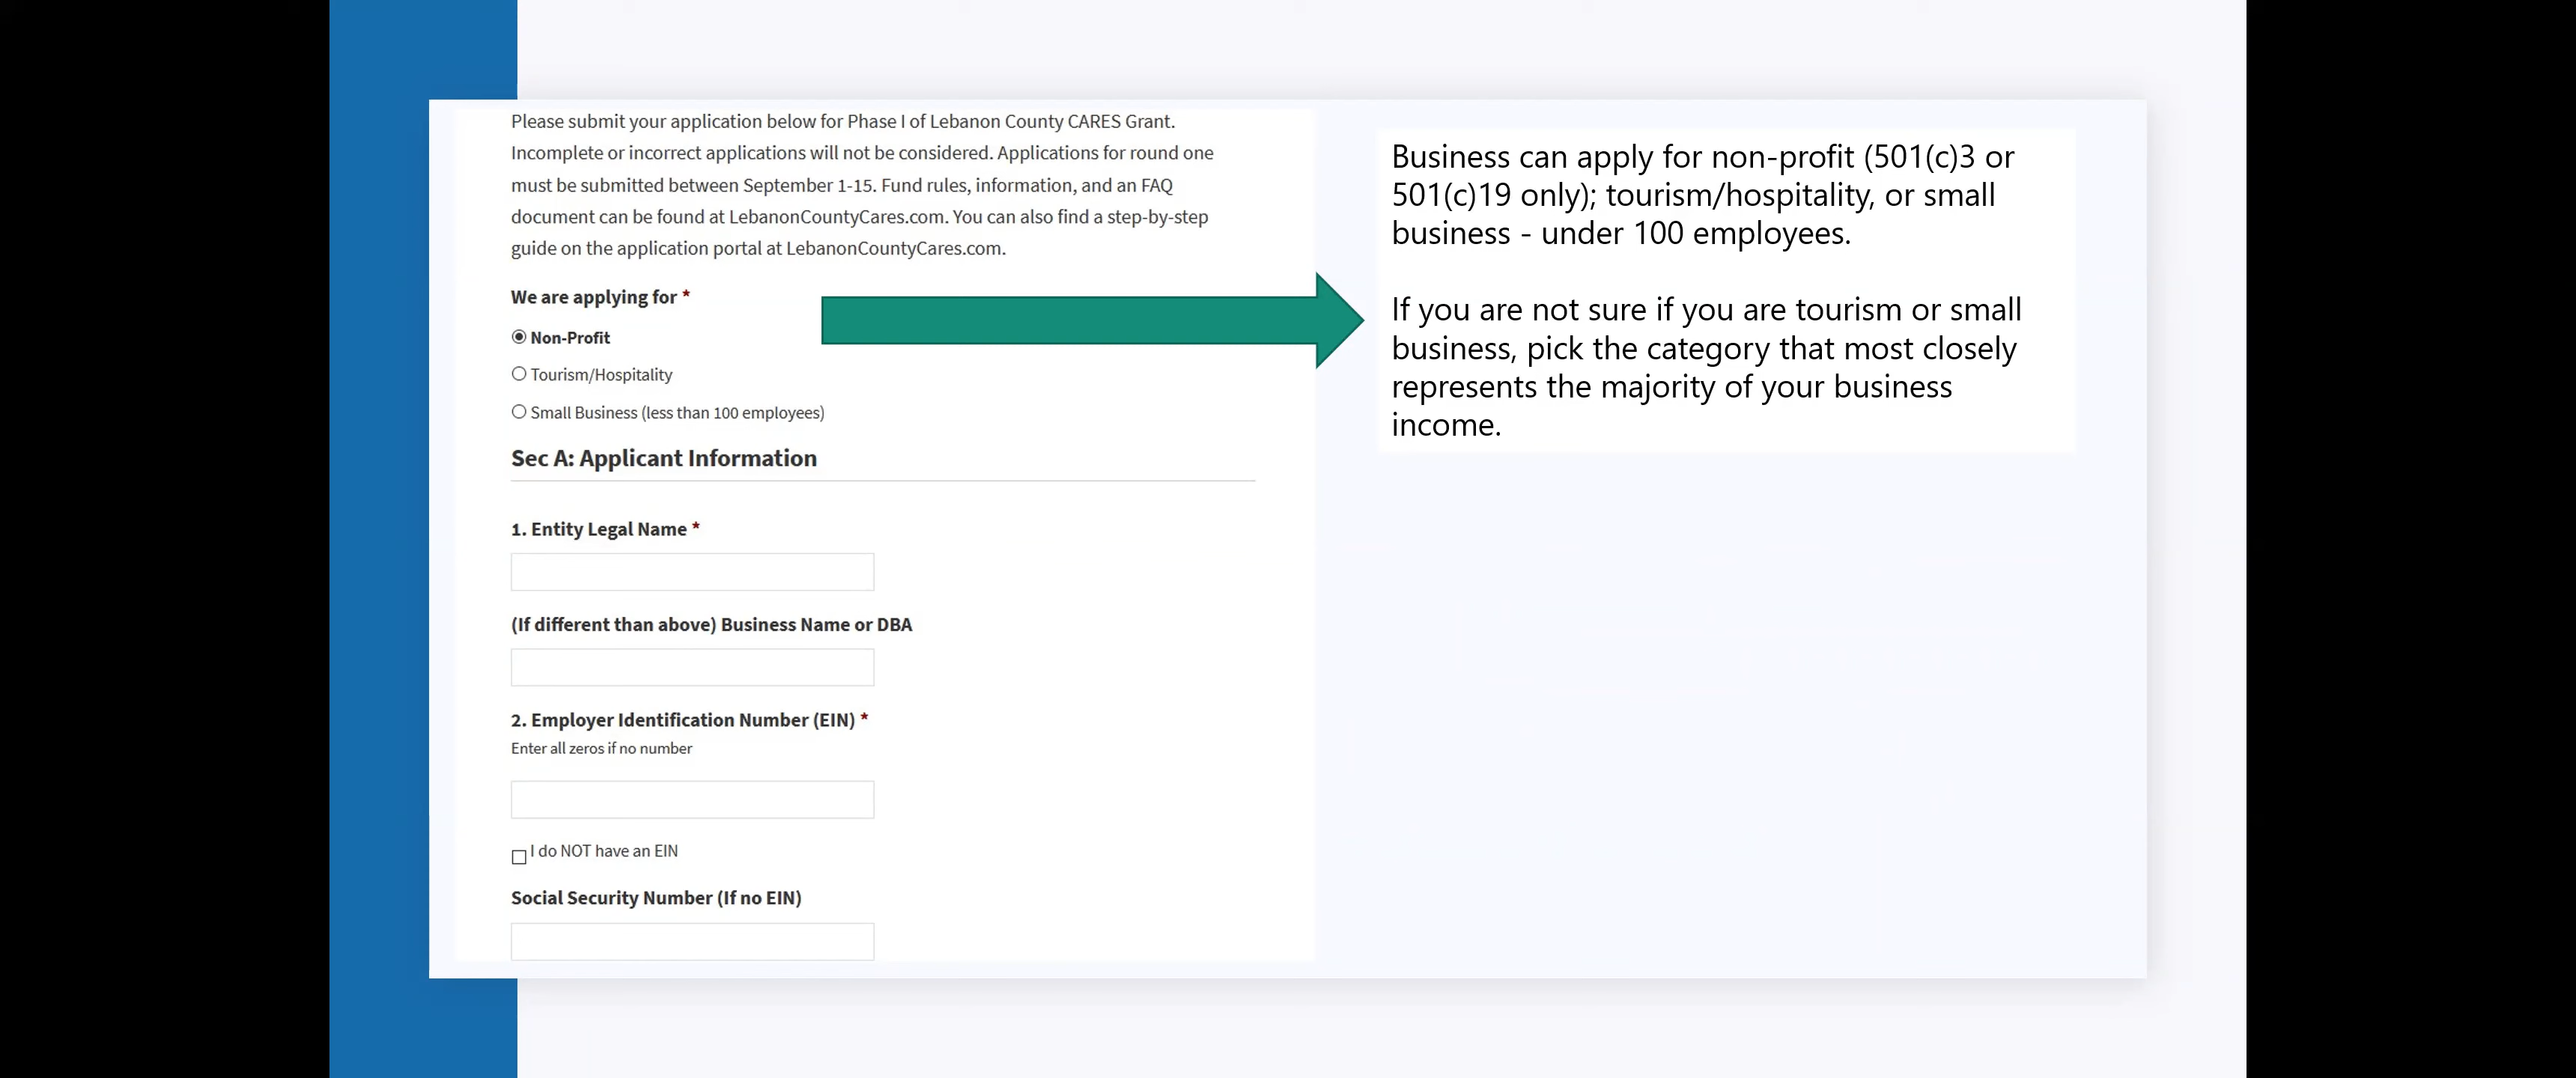 Please submit your application below for Phase I of Lebanon County CARES Grant.
Incomplete or incorrect applications will not be considered. Applications for round one
must be submitted between September 1-15. Fund rules, information, and an FAQ
document can be found at LebanonCountyCares.com. You can also find a step-by-step
guide on the application portal at LebanonCountyCares.com.
We are applying for *
Non-Profit
Tourism/Hospitality
Small Business (less than 100 employees)
Sec A: Applicant Information
1. Entity Legal Name *
(If different than above) Business Name or DBA
2. Employer Identification Number (EIN) *
Enter all zeros if no number
I do NOT have an EIN
Social Security Number (If no EIN)
Business can apply for non-profit (501(c)3 or
501(c)19 only); tourism/hospitality, or small
business - under 100 employees.
If you are not sure if you are tourism or small
business, pick the category that most closely
represents the majority of your business
income.